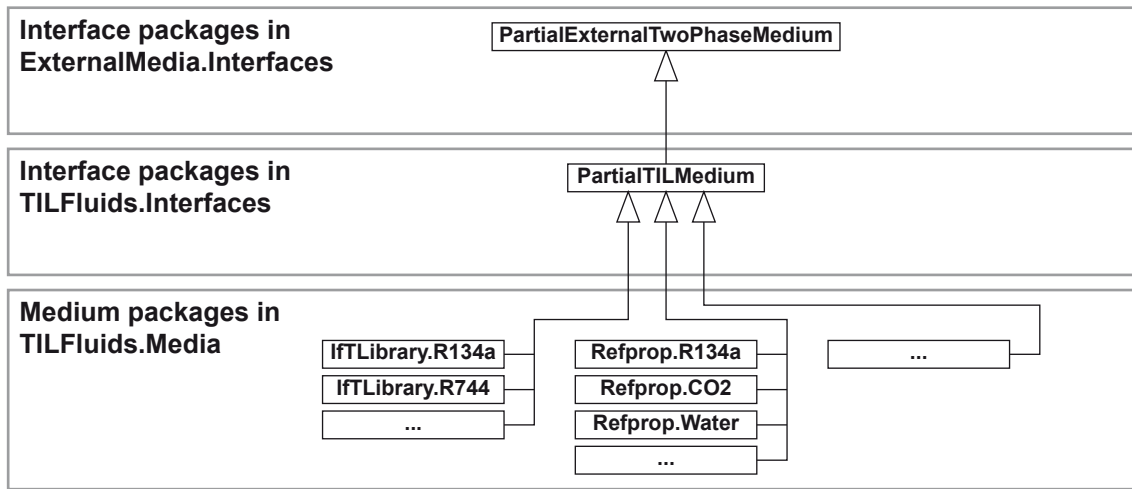 Interface packages in
ExternalMedia.Interfaces
PartialExternalTwoPhaseMedium
Interface packages in
TILFluids.Interfaces
PartialTILMedium
Medium packages in
TILFluids.Media
IfTLibrary.R134a
IfTLibrary.R744
...
Refprop.R134a
Refprop.CO2
Refprop.Water
...
...